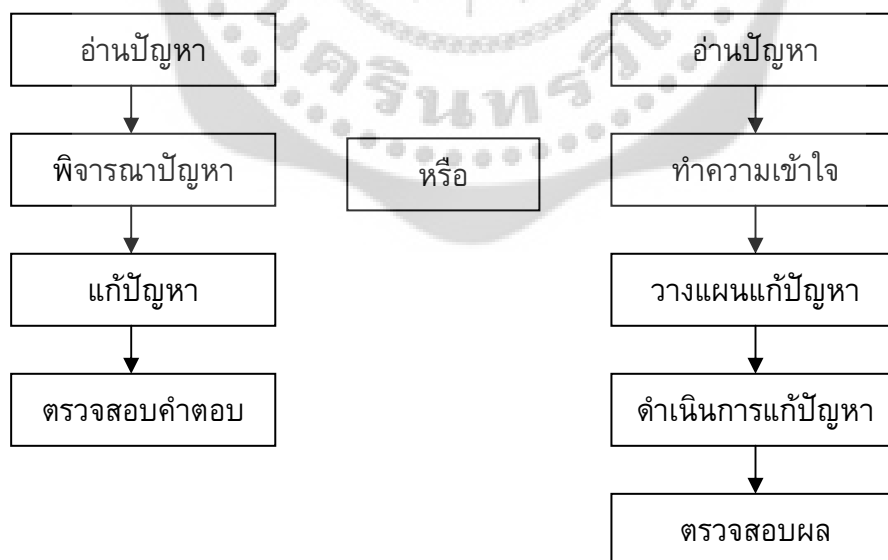 อ่านปัญหา
พิจารณาปัญหา
แก้ปัญหา
ตรวจสอบคำตอบ
หรือ
อ่านปัญหา
ทำความเข้าใจ
วางแผนแก้ปัญหา
ดำเนินการแก้ปัญหา
ตรวจสอบผล